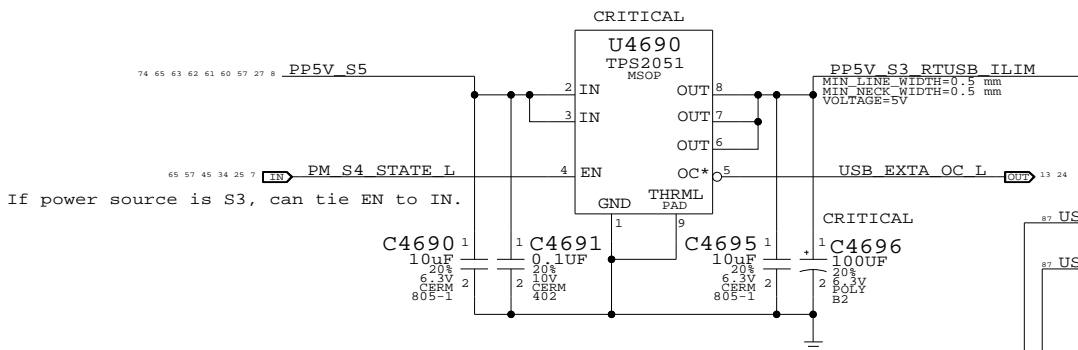 CRITICAL
U4690
TPS2051
MSOP
74 65 63 62 61 60 57 27 8 PP5V_S5
PP5V_S3_RTUSB_ILIM
MIN_LINE_WIDTH=0.5 mm
MIN_NECK_WIDTH=0.5 mm
VOLTAGE=5V
2 IN
OUT 8
3 IN
OUT 7
OUT 6
65 57 45 34 25 7 IN PM_S4_STATE_L 4 EN
OC* 5 USB_EXTA_OC_L OUT 13 24
If power source is S3, can tie EN to IN.
GND
THRML
PAD
1
9
CRITICAL
87 US
C4690 1
10uF
20%
6.3V 2
CERM
805-1
1 C4691
0.1UF
20%
2 10V
CERM
402
C4695 1
10uF
20%
6.3V 2
CERM
805-1
+ 1 C4696
100UF
20%
2 6.3V
POLY
B2
87 US